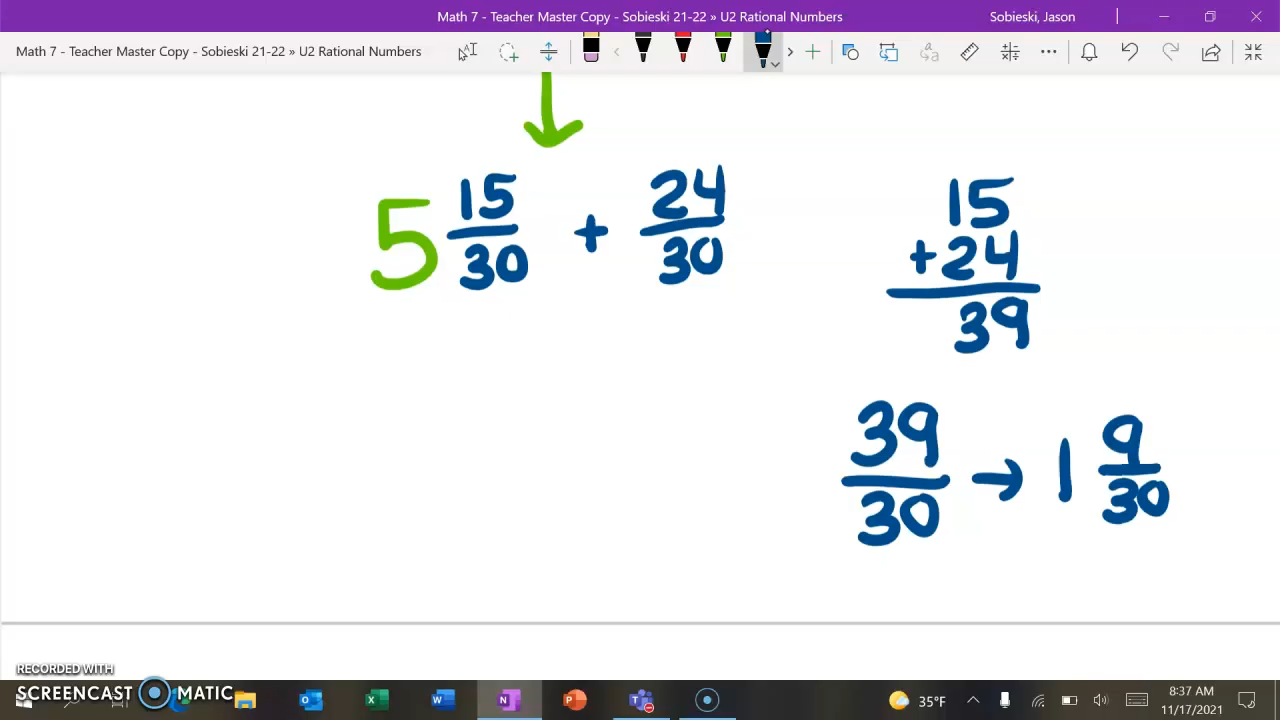 Math 7 - Teacher Master Copy - Sobieski 21-22 » U2 Rational Numbers
Sobieski, Jason
Math 7 - Teacher Master Copy - Sobieski 21-22 » U2 Rational Numbers
5 15/30 + 24/30
15
+24
39
39/30 → 1 9/30
RECORDED WITH
SCREENCAST MATIC
35°F
8:37 AM
11/17/2021